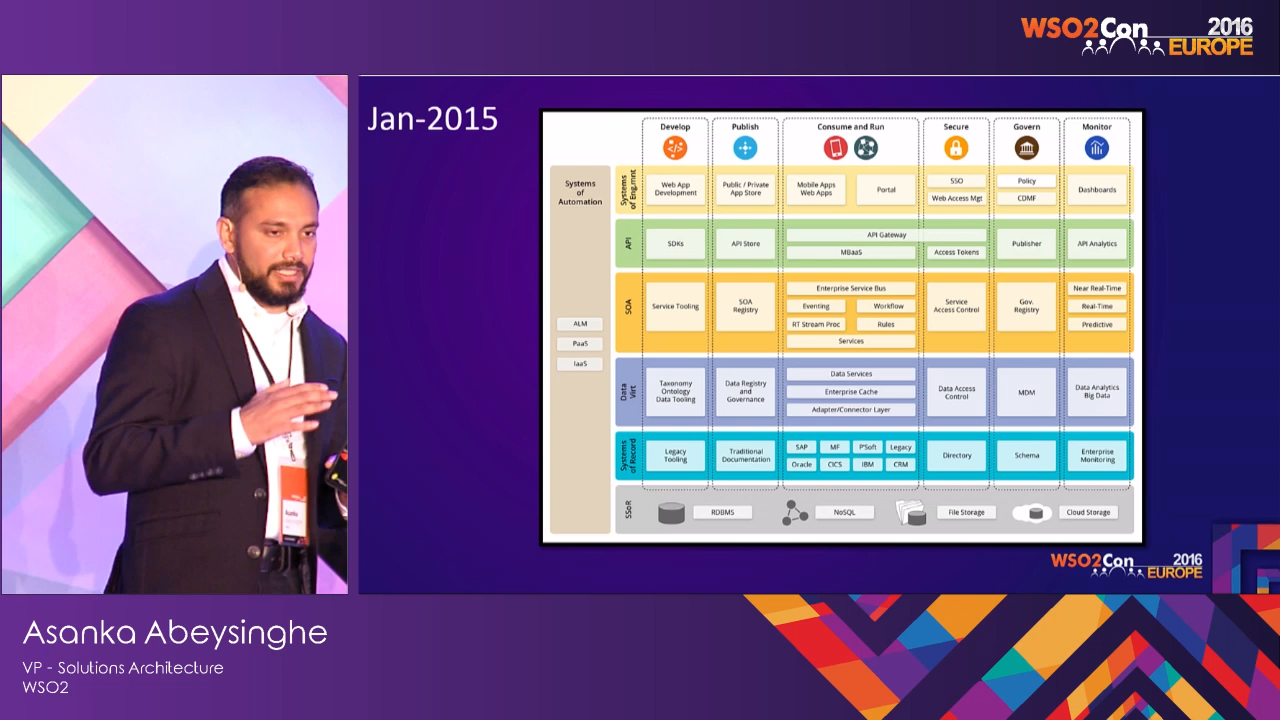 WSO2Con 2016
EUROPE
Jan-2015
Develop
Publish
Consume and Run
Secure
Govern
Monitor
Systems
of
Automation
ALM
PaaS
IaaS
Systems
of Eng.mnt
Web App
Development
Public / Private
App Store
Mobile Apps
Web Apps
Portal
SSO
Web Access Mgt
Policy
CDMF
Dashboards
API
SDKs
API Store
API Gateway
MBaaS
Access Tokens
Publisher
API Analytics
SOA
Service Tooling
SOA
Registry
Enterprise Service Bus
Eventing
Workflow
RT Stream Proc
Rules
Services
Service
Access Control
Gov.
Registry
Near Real-Time
Real-Time
Predictive
Data
Virt
Taxonomy
Ontology
Data Tooling
Data Registry
and
Governance
Data Services
Enterprise Cache
Adapter/Connector Layer
Data Access
Control
MDM
Data Analytics
Big Data
Systems
of Record
Legacy
Tooling
Traditional
Documentation
SAP
MF
P'Soft
Legacy
Oracle
CICS
IBM
CRM
Directory
Schema
Enterprise
Monitoring
SSoR
RDBMS
NoSQL
File Storage
Cloud Storage
WSO2Con 2016
EUROPE
Asanka
Asanka Abeysinghe
VP - Solutions Architecture
WSO2